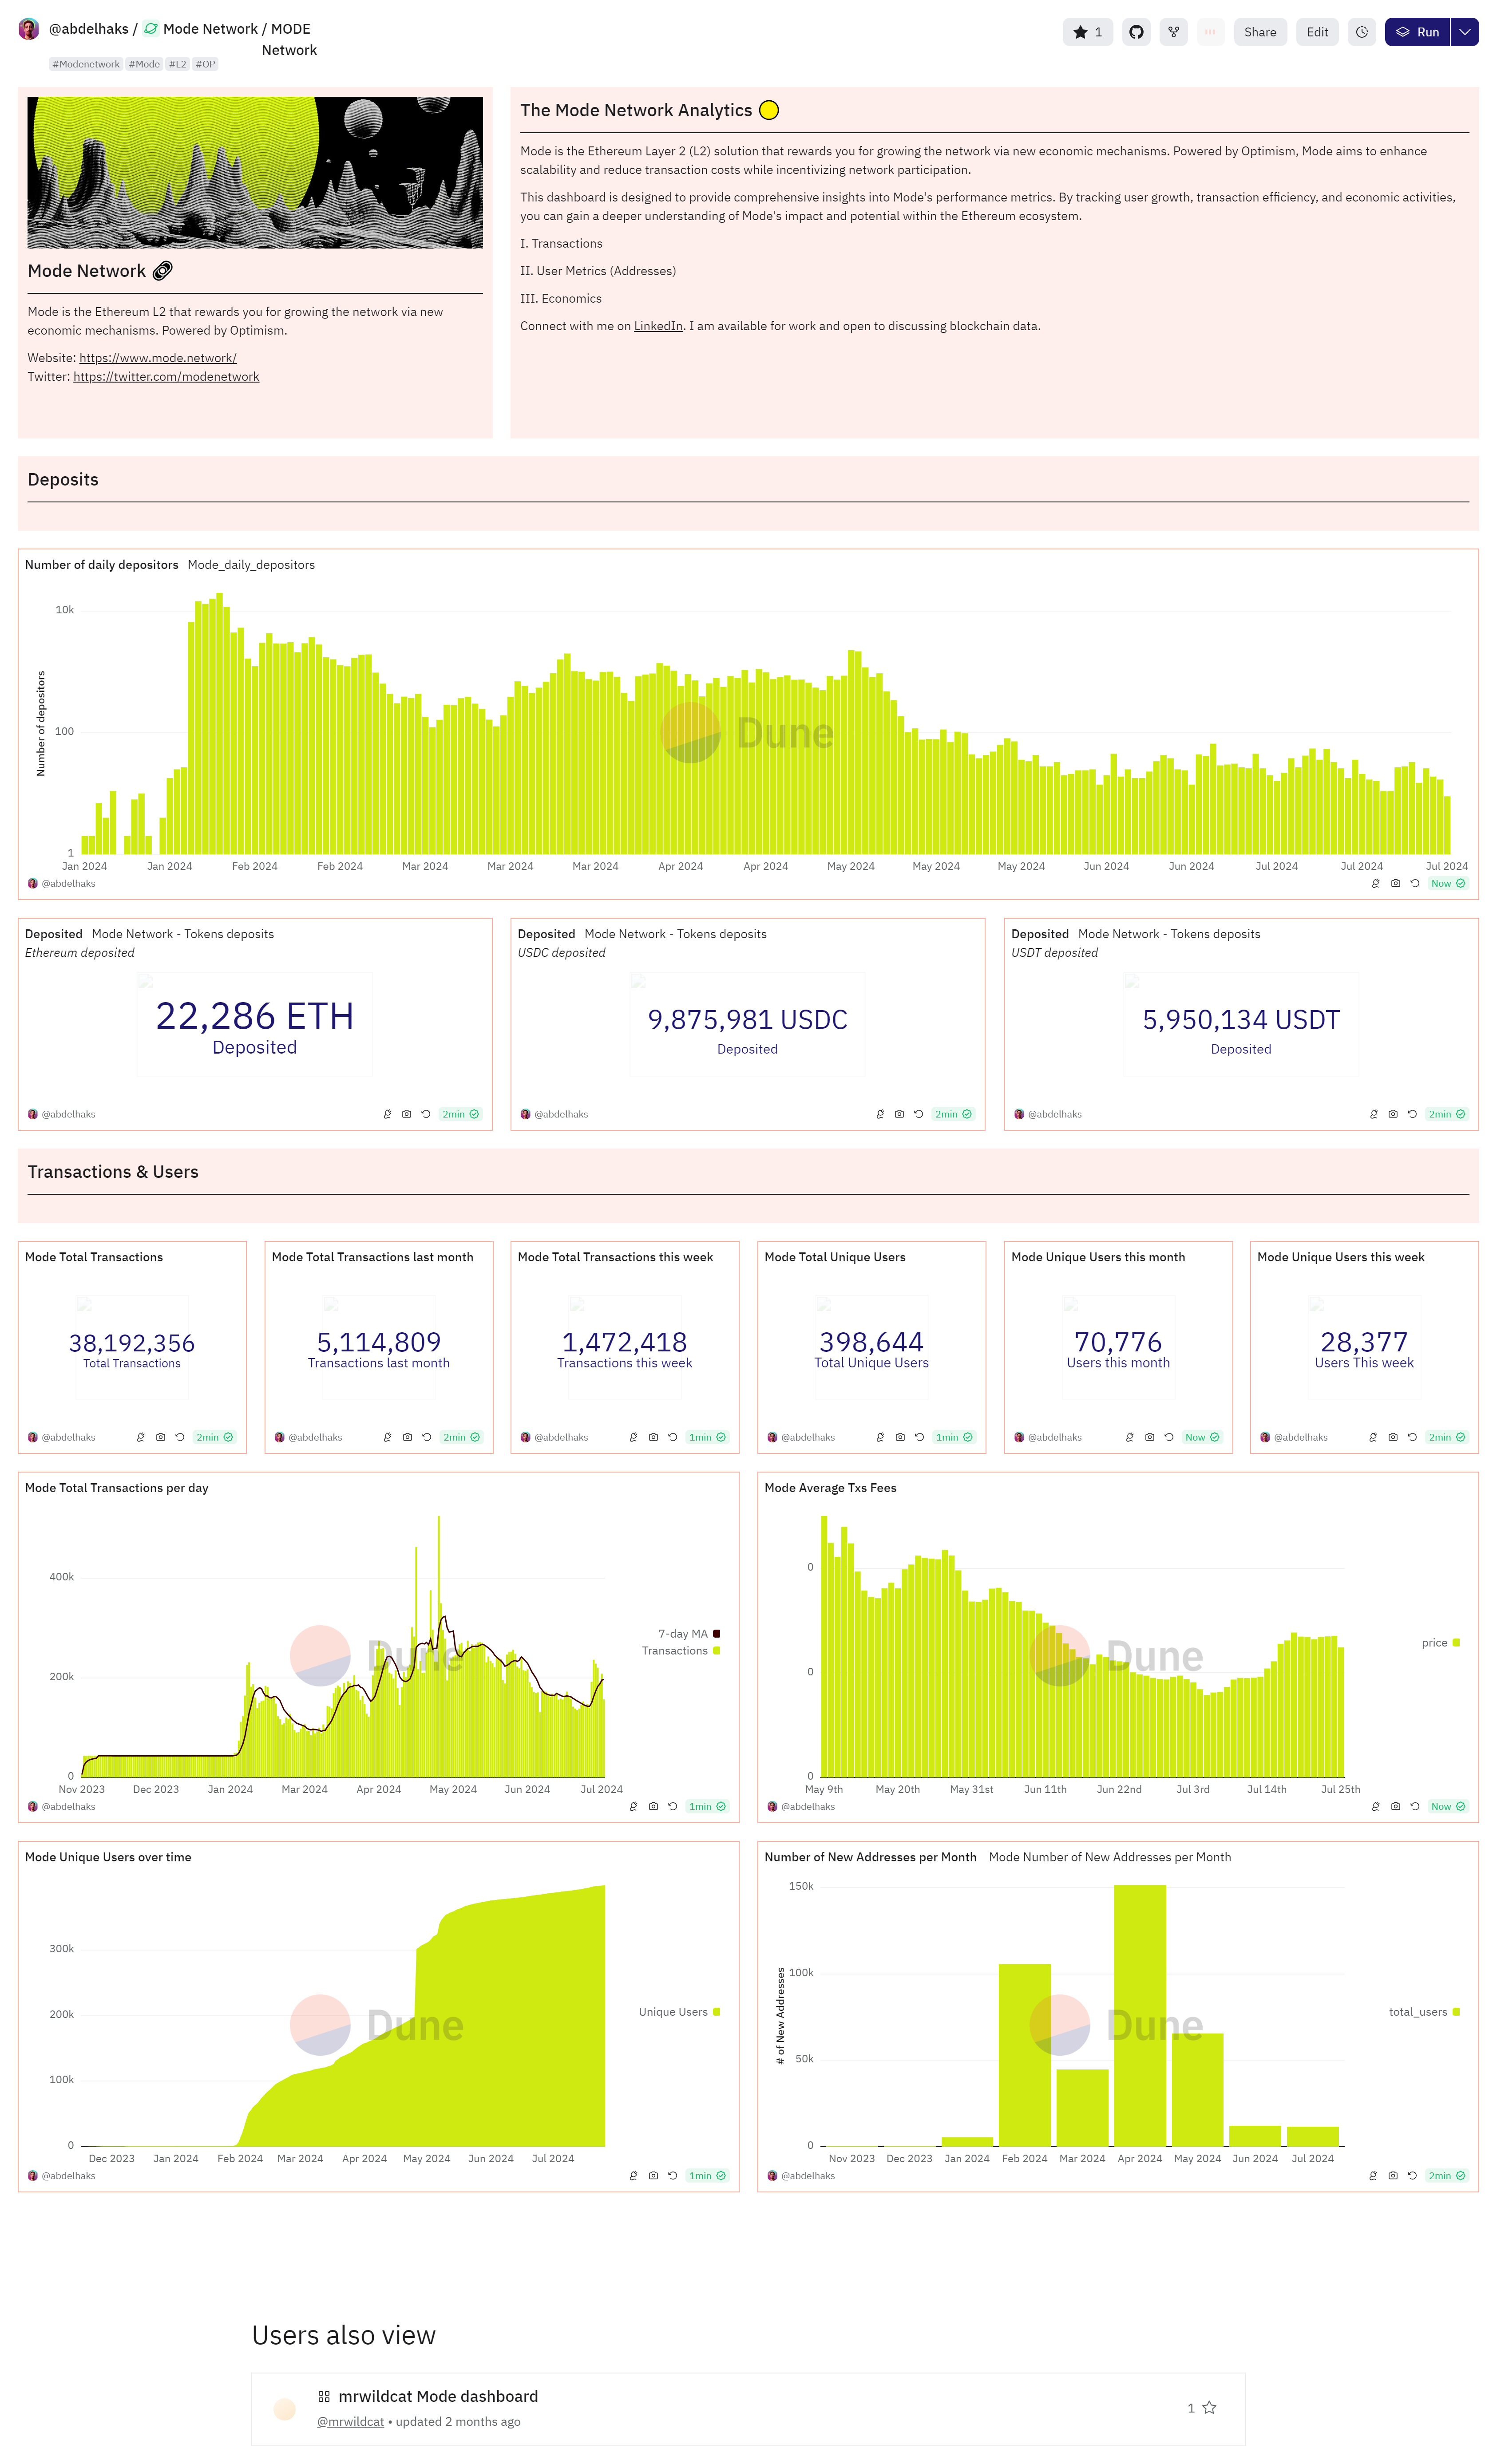 @abdelhaks / Mode Network / MODE
Network
#Modenetwork #Mode #L2 #OP
1
Share
Edit
Run
Mode Network
Mode is the Ethereum L2 that rewards you for growing the network via new
economic mechanisms. Powered by Optimism.
Website: https://www.mode.network/
Twitter: https://twitter.com/modenetwork
The Mode Network Analytics
Mode is the Ethereum Layer 2 (L2) solution that rewards you for growing the network via new economic mechanisms. Powered by Optimism, Mode aims to enhance
scalability and reduce transaction costs while incentivizing network participation.
This dashboard is designed to provide comprehensive insights into Mode's performance metrics. By tracking user growth, transaction efficiency, and economic activities,
you can gain a deeper understanding of Mode's impact and potential within the Ethereum ecosystem.
I. Transactions
II. User Metrics (Addresses)
III. Economics
Connect with me on LinkedIn. I am available for work and open to discussing blockchain data.
Deposits
Number of daily depositors Mode_daily_depositors
Number of depositors
10k
100
1
Dune
Jan 2024 Jan 2024 Feb 2024 Feb 2024 Mar 2024 Mar 2024 Mar 2024 Apr 2024 Apr 2024 May 2024 May 2024 May 2024 Jun 2024 Jun 2024 Jul 2024 Jul 2024 Jul 2024
@abdelhaks
Now
Deposited Mode Network - Tokens deposits
Ethereum deposited
22,286 ETH
Deposited
@abdelhaks
2min
Deposited Mode Network - Tokens deposits
USDC deposited
9,875,981 USDC
Deposited
@abdelhaks
2min
Deposited Mode Network - Tokens deposits
USDT deposited
5,950,134 USDT
Deposited
@abdelhaks
2min
Transactions & Users
Mode Total Transactions
38,192,356
Total Transactions
@abdelhaks
2min
Mode Total Transactions last month
5,114,809
Transactions last month
@abdelhaks
2min
Mode Total Transactions this week
1,472,418
Transactions this week
@abdelhaks
1min
Mode Total Unique Users
398,644
Total Unique Users
@abdelhaks
1min
Mode Unique Users this month
70,776
Users this month
@abdelhaks
Now
Mode Unique Users this week
28,377
Users This week
@abdelhaks
2min
Mode Total Transactions per day
400k
200k
0
Dune
7-day MA
Transactions
Nov 2023 Dec 2023 Jan 2024 Mar 2024 Apr 2024 May 2024 Jun 2024 Jul 2024
@abdelhaks
1min
Mode Average Txs Fees
0
0
0
Dune
price
May 9th May 20th May 31st Jun 11th Jun 22nd Jul 3rd Jul 14th Jul 25th
@abdelhaks
Now
Mode Unique Users over time
300k
200k
100k
0
Dune
Unique Users
Dec 2023 Jan 2024 Feb 2024 Mar 2024 Apr 2024 May 2024 Jun 2024 Jul 2024
@abdelhaks
1min
Number of New Addresses per Month Mode Number of New Addresses per Month
# of New Addresses
150k
100k
50k
0
Dune
total_users
Nov 2023 Dec 2023 Jan 2024 Feb 2024 Mar 2024 Apr 2024 May 2024 Jun 2024 Jul 2024
@abdelhaks
2min
Users also view
mrwildcat Mode dashboard
@mrwildcat • updated 2 months ago
1